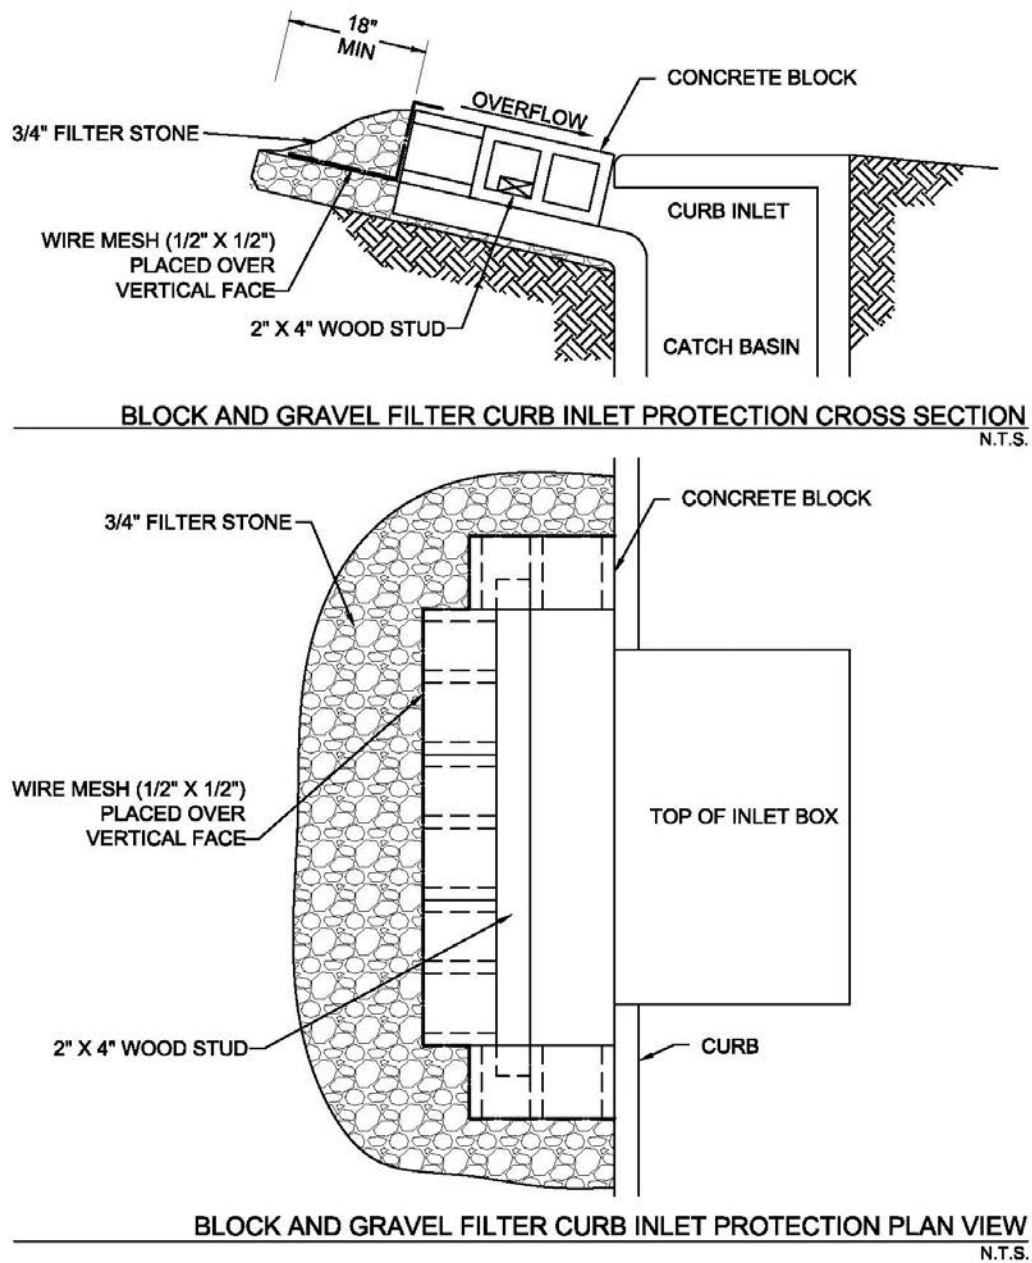 18"
MIN
CONCRETE BLOCK
OVERFLOW
3/4" FILTER STONE
CURB INLET
WIRE MESH (1/2" X 1/2")
PLACED OVER
VERTICAL FACE
2" X 4" WOOD STUD
CATCH BASIN
BLOCK AND GRAVEL FILTER CURB INLET PROTECTION CROSS SECTION
N.T.S.
CONCRETE BLOCK
3/4" FILTER STONE
WIRE MESH (1/2" X 1/2")
PLACED OVER
VERTICAL FACE
TOP OF INLET BOX
2" X 4" WOOD STUD
CURB
BLOCK AND GRAVEL FILTER CURB INLET PROTECTION PLAN VIEW
N.T.S.